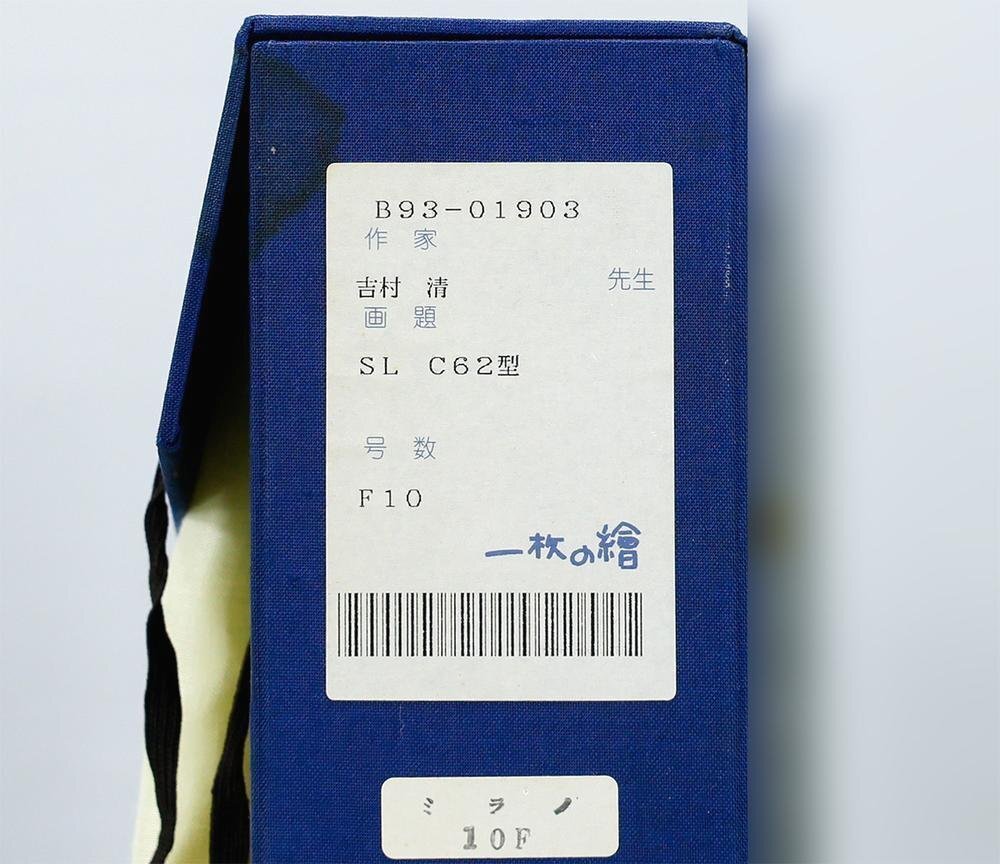 B93-01903
作 家
吉村 清 先生
画 題
SL C62型
号 数
F10
一枚の繪
ミ ラ ノ
10F